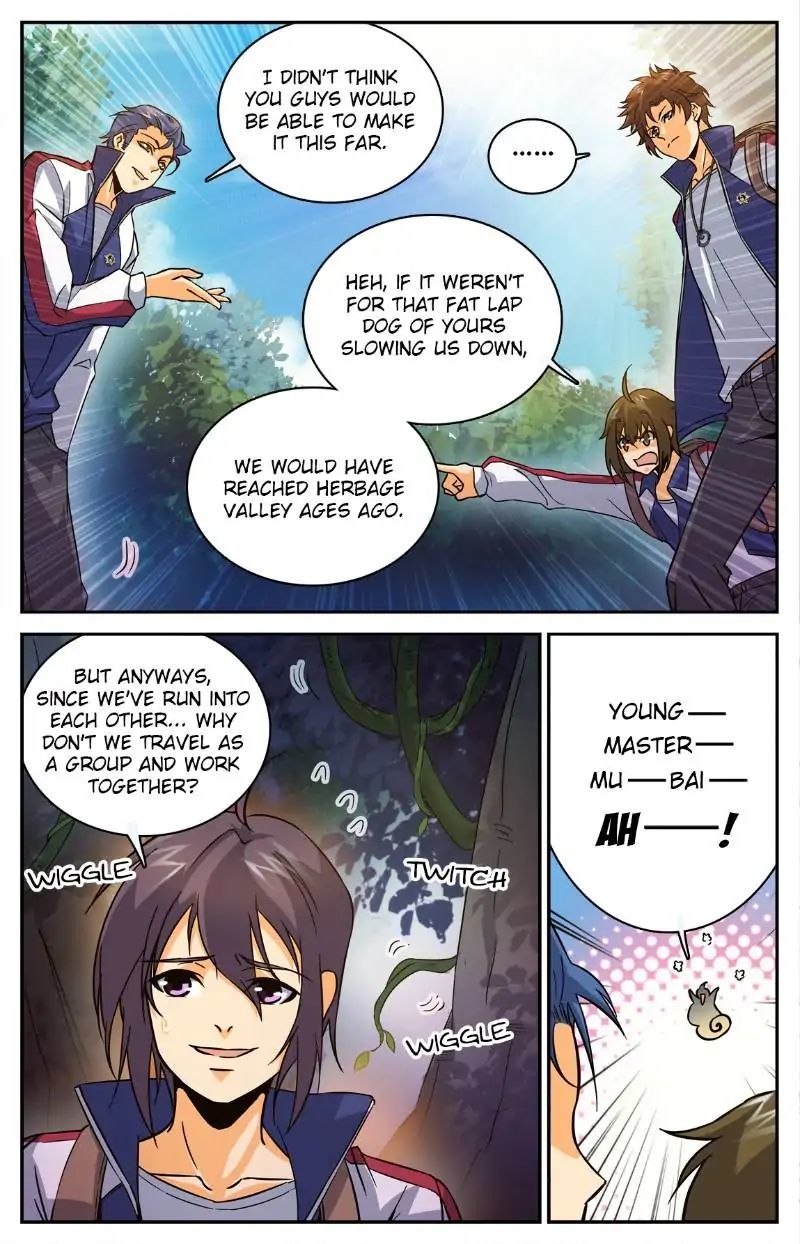 I DIDN'T THINK
YOU GUYS WOULD
BE ABLE TO MAKE
IT THIS FAR.
......
HEH, IF IT WEREN'T
FOR THAT FAT LAP
DOG OF YOURS
SLOWING US DOWN,
WE WOULD HAVE
REACHED HERBAGE
VALLEY AGES AGO.
BUT ANYWAYS,
SINCE WE'VE RUN INTO
EACH OTHER... WHY
DON'T WE TRAVEL AS
A GROUP AND WORK
TOGETHER?
WIGGLE
TWITCH
WIGGLE
YOUNG—
MASTER—
MU—BAI—
AH—!